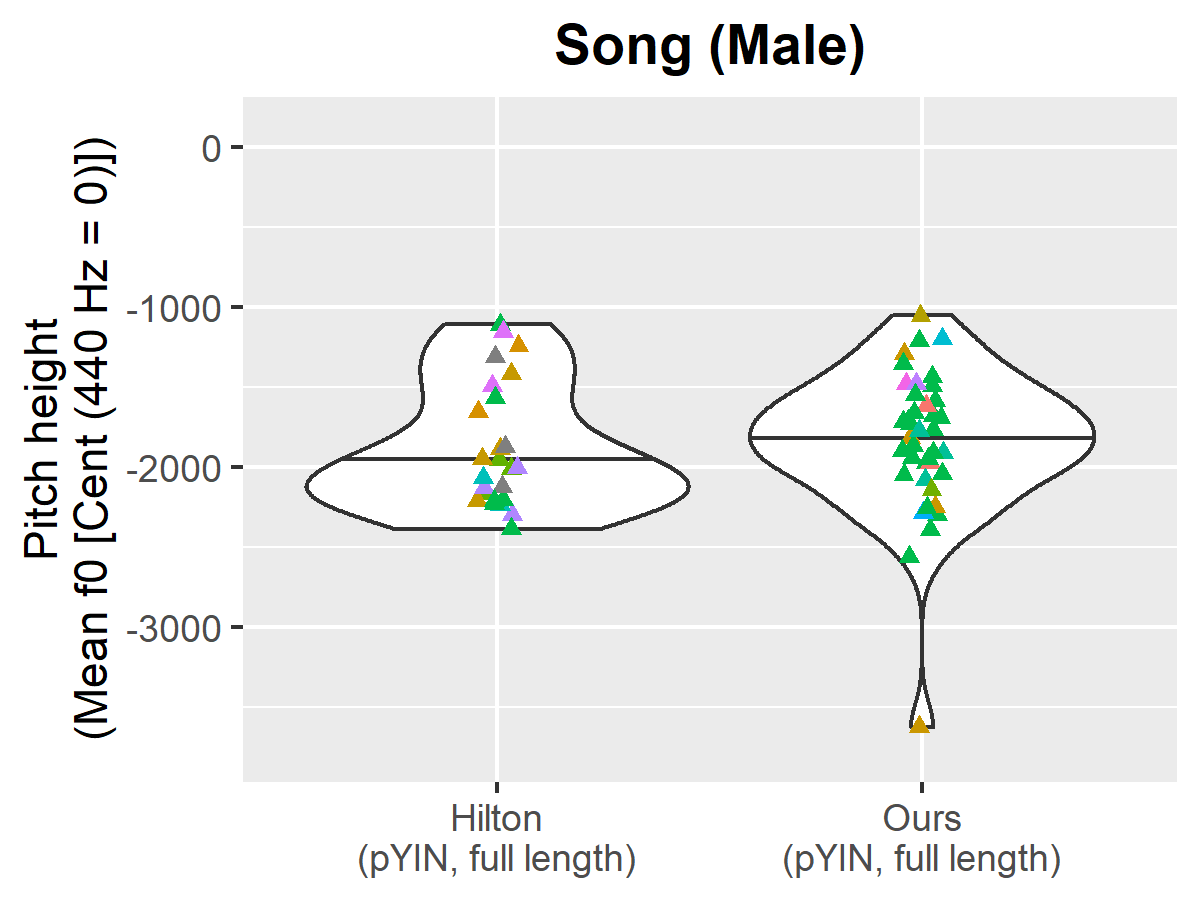 Song (Male)
Pitch height
(Mean f0 [Cent (440 Hz = 0)])
0
-1000
-2000
-3000
Hilton
(pYIN, full length)
Ours
(pYIN, full length)